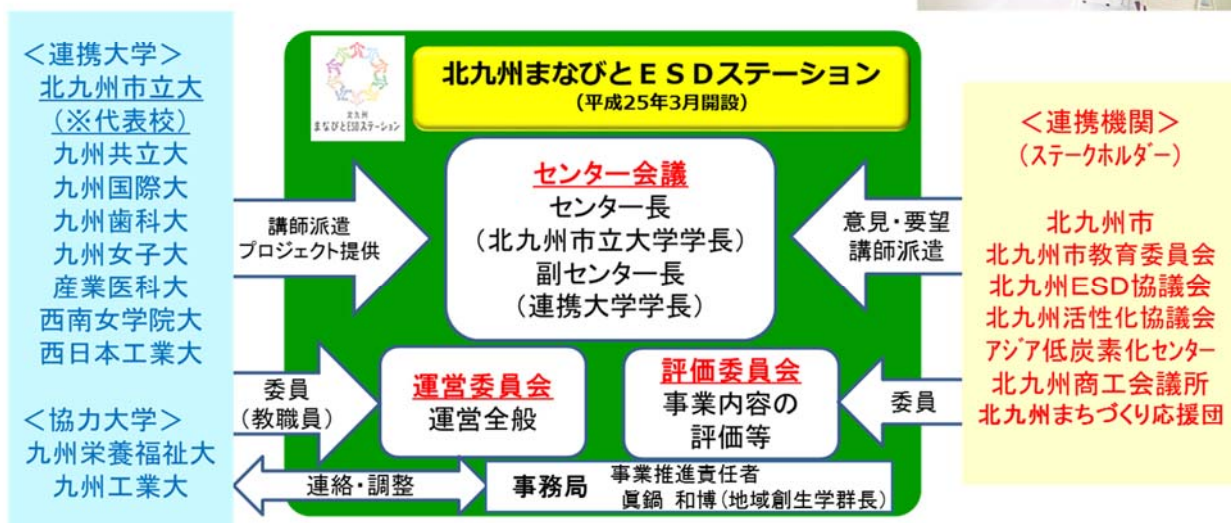 ＜連携大学＞
北九州市立大
(※代表校)
九州共立大
九州国際大
九州歯科大
九州女子大
産業医科大
西南女学院大
西日本工業大
＜協力大学＞
九州栄養福祉大
九州工業大
北九州
まなびとESDステーション
北九州まなびとＥＳＤステーション
(平成25年3月開設)
講師派遣
プロジェクト提供
センター会議
センター長
(北九州市立大学学長)
副センター長
(連携大学学長)
意見・要望
講師派遣
委員
(教職員)
運営委員会
運営全般
評価委員会
事業内容の
評価等
委員
連絡・調整
事務局
事業推進責任者
眞鍋 和博(地域創生学群長)
＜連携機関＞
(ステークホルダー)
北九州市
北九州市教育委員会
北九州ESD協議会
北九州活性化協議会
アジア低炭素化センター
北九州商工会議所
北九州まちづくり応援団